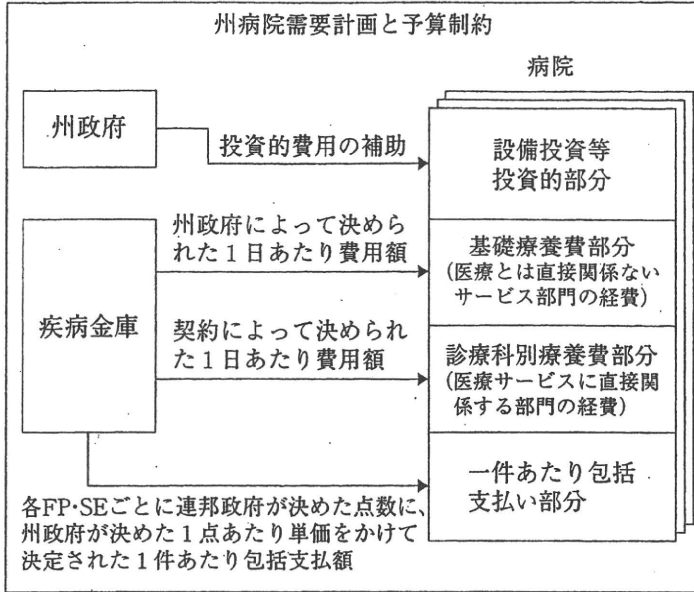 州病院需要計画と予算制約
病院
州政府
投資的費用の補助
設備投資等
投資的部分
疾病金庫
州政府によって決めら
れた1日あたり費用額
基礎療養費部分
(医療とは直接関係ない
サービス部門の経費)
契約によって決められ
た1日あたり費用額
診療科別療養費部分
(医療サービスに直接関
係する部門の経費)
一件あたり包括
支払い部分
各FP･SEごとに連邦政府が決めた点数に、
州政府が決めた1点あたり単価をかけて
決定された1件あたり包括支払額